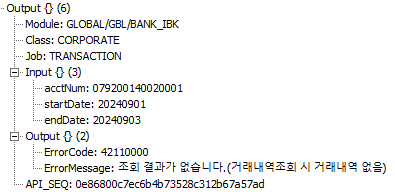 Output {} (6)
Module: GLOBAL/GBL/BANK_IBK
Class: CORPORATE
Job: TRANSACTION
Input {} (3)
acctNum: 079200140020001
startDate: 20240901
endDate: 20240903
Output {} (2)
ErrorCode: 42110000
ErrorMessage: 조회 결과가 없습니다.(거래내역조회 시 거래내역 없음)
API_SEQ: 0e86800c7ec6b4b73528c312b67a57ad